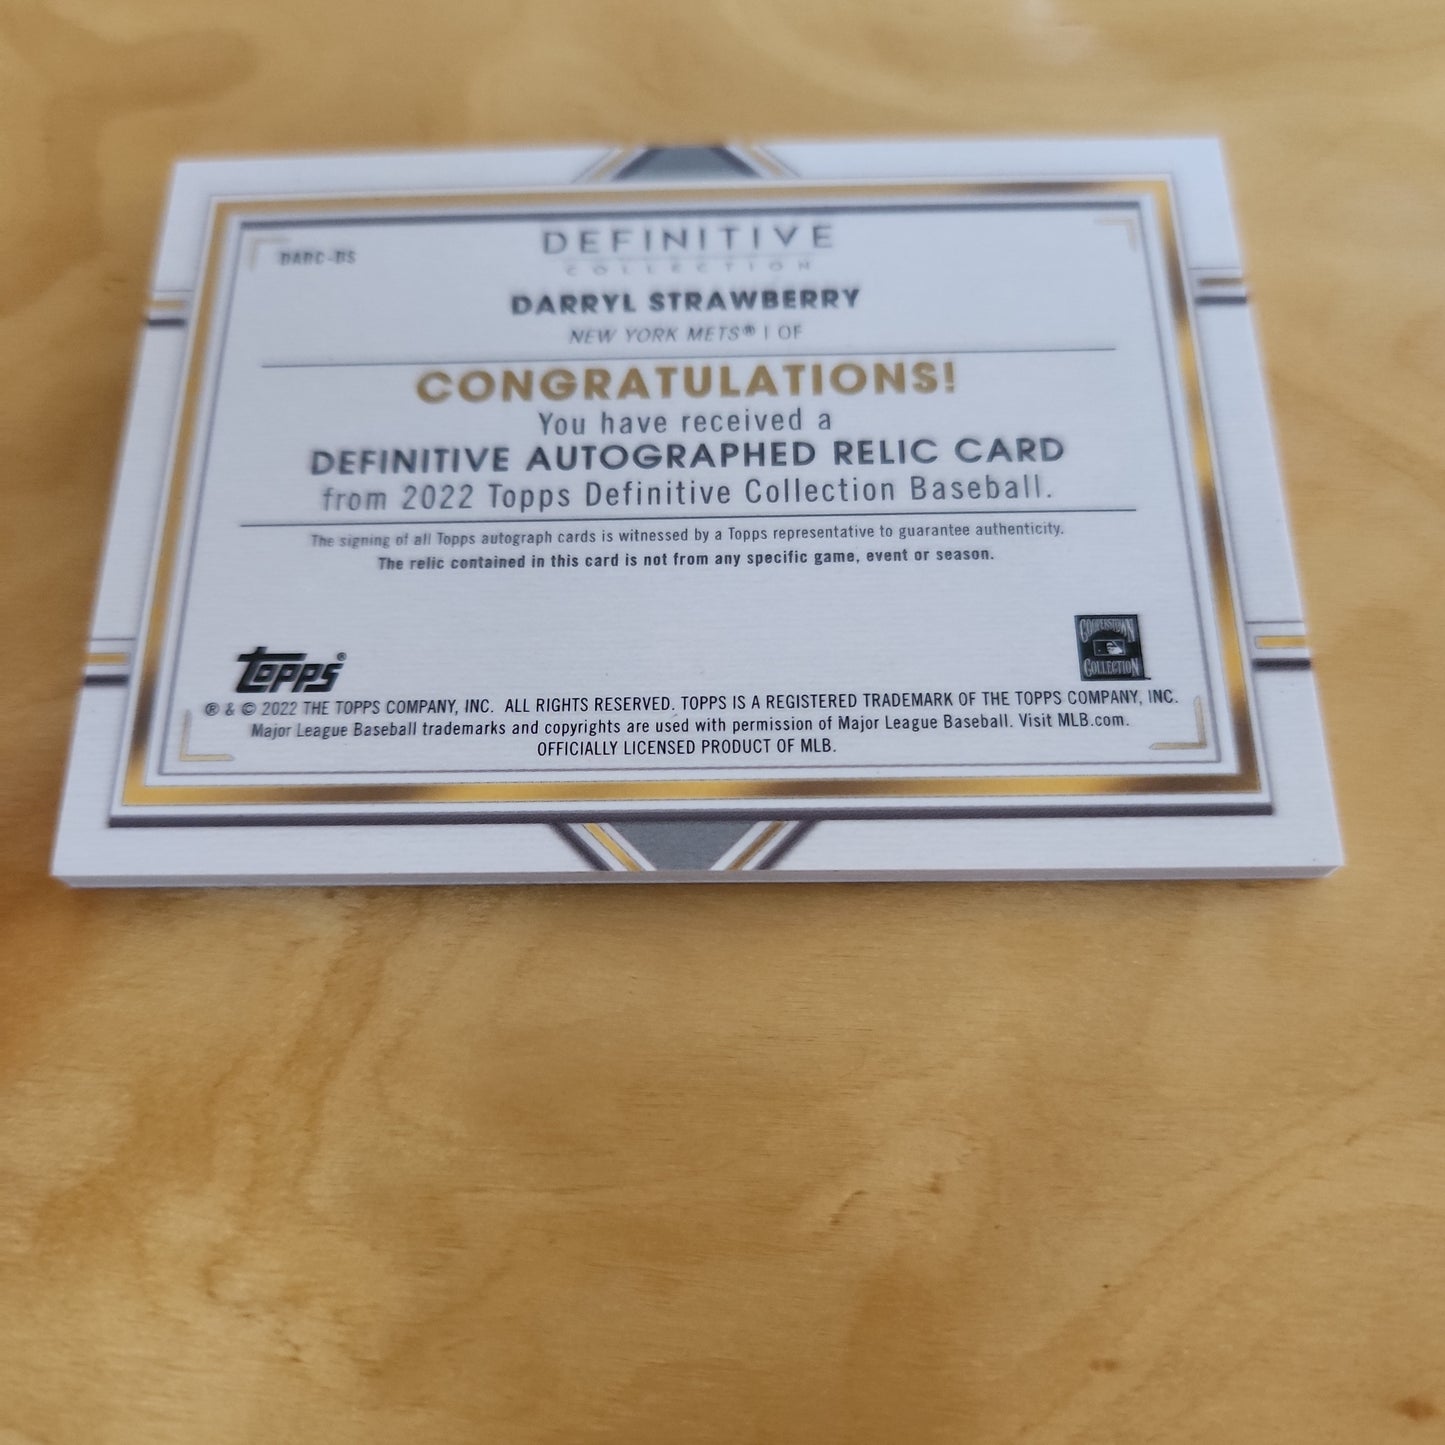 DARC-DS
DEFINITIVE
COLLECTION
DARRYL STRAWBERRY
NEW YORK METS® | OF
CONGRATULATIONS!
You have received a
DEFINITIVE AUTOGRAPHED RELIC CARD
from 2022 Topps Definitive Collection Baseball.
The signing of all Topps autograph cards is witnessed by a Topps representative to guarantee authenticity.
The relic contained in this card is not from any specific game, event or season.
COOPERSTOWN
COLLECTION
topps®
® & © 2022 THE TOPPS COMPANY, INC. ALL RIGHTS RESERVED. TOPPS IS A REGISTERED TRADEMARK OF THE TOPPS COMPANY, INC.
Major League Baseball trademarks and copyrights are used with permission of Major League Baseball. Visit MLB.com.
OFFICIALLY LICENSED PRODUCT OF MLB.